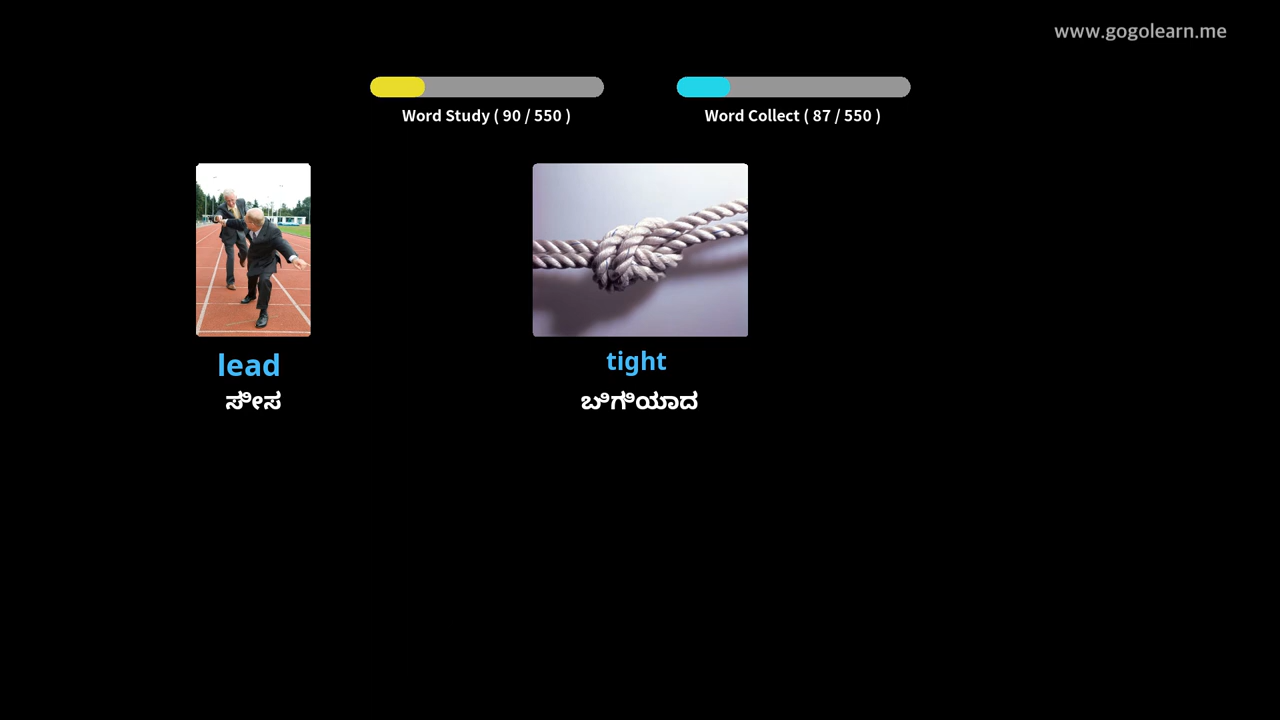 www.gogolearn.me
Word Study ( 90 / 550 )
Word Collect ( 87 / 550 )
lead
ಸೀಸ
tight
ಬಿಗಿಯಾದ